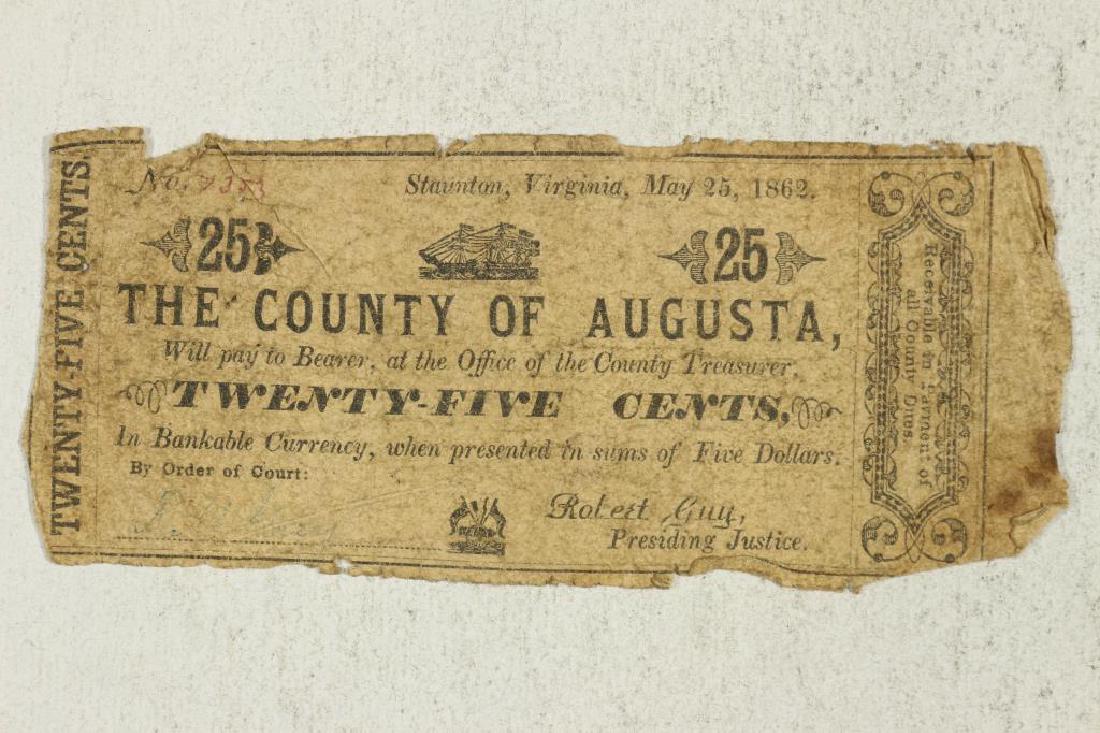 TWENTY-FIVE CENTS.
No.
Staunton, Virginia, May 25, 1862.
25 25
THE COUNTY OF AUGUSTA,
Will pay to Bearer, at the Office of the County Treasurer,
TWENTY-FIVE CENTS,
In Bankable Currency, when presented in sums of Five Dollars.
By Order of Court:
Robert Guy,
Presiding Justice.
Receivable in Payment of
all County Dues.